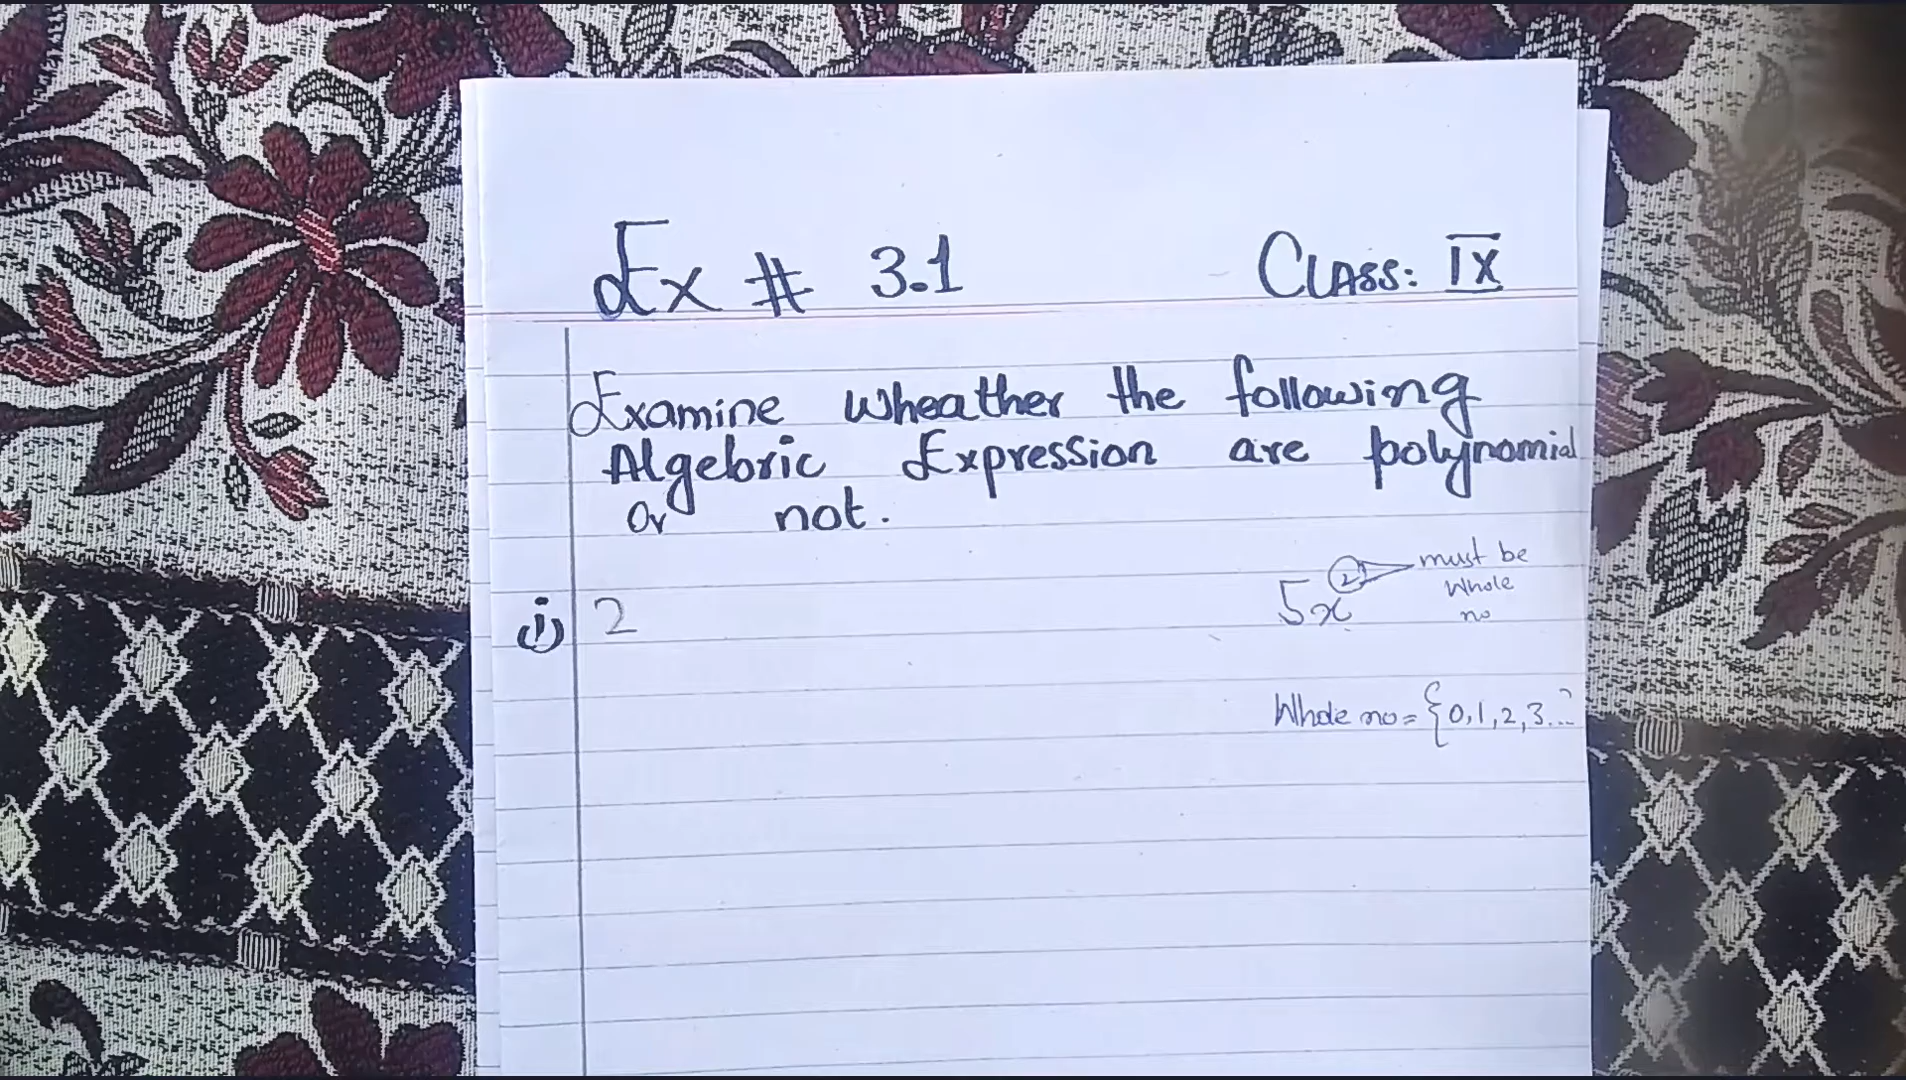 Ex # 3.1 CLASS: IX
Examine wheather the following
Algebric Expression are polynomial
or not.
5x² must be
whole
no
(i) 2
Whole no = {0,1,2,3...}